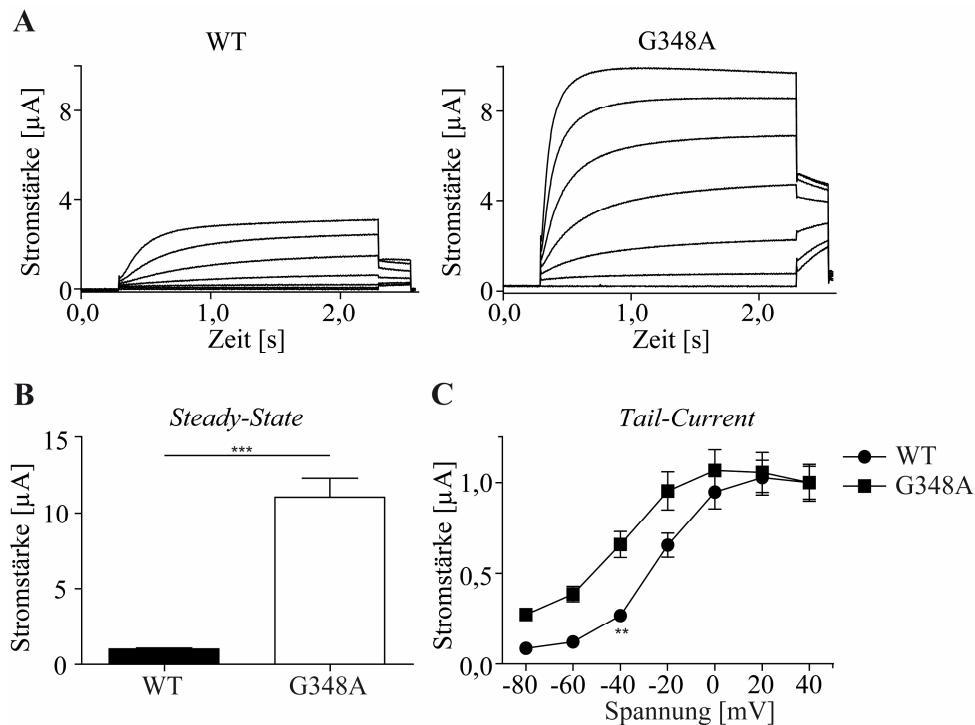 A
WT
G348A
Stromstärke [µA]
8
4
0
0,0
1,0
2,0
Zeit [s]
Stromstärke [µA]
8
4
0
0,0
1,0
2,0
Zeit [s]
B
Steady-State
***
Stromstärke [µA]
15
10
5
0
WT
G348A
C
Tail-Current
WT
G348A
Stromstärke [µA]
1,0
0,5
0,0
**
-80 -60 -40 -20 0 20 40
Spannung [mV]